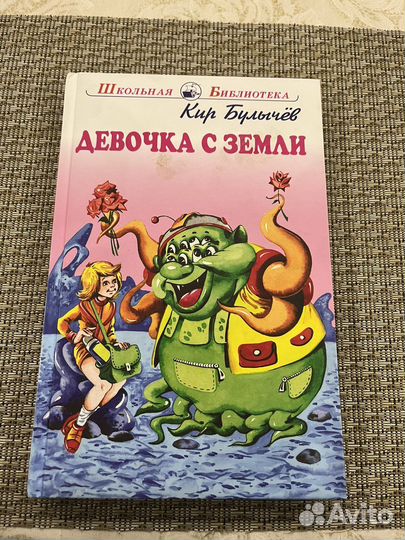 Школьная Библиотека
Кир Булычёв
ДЕВОЧКА С ЗЕМЛИ
Avito